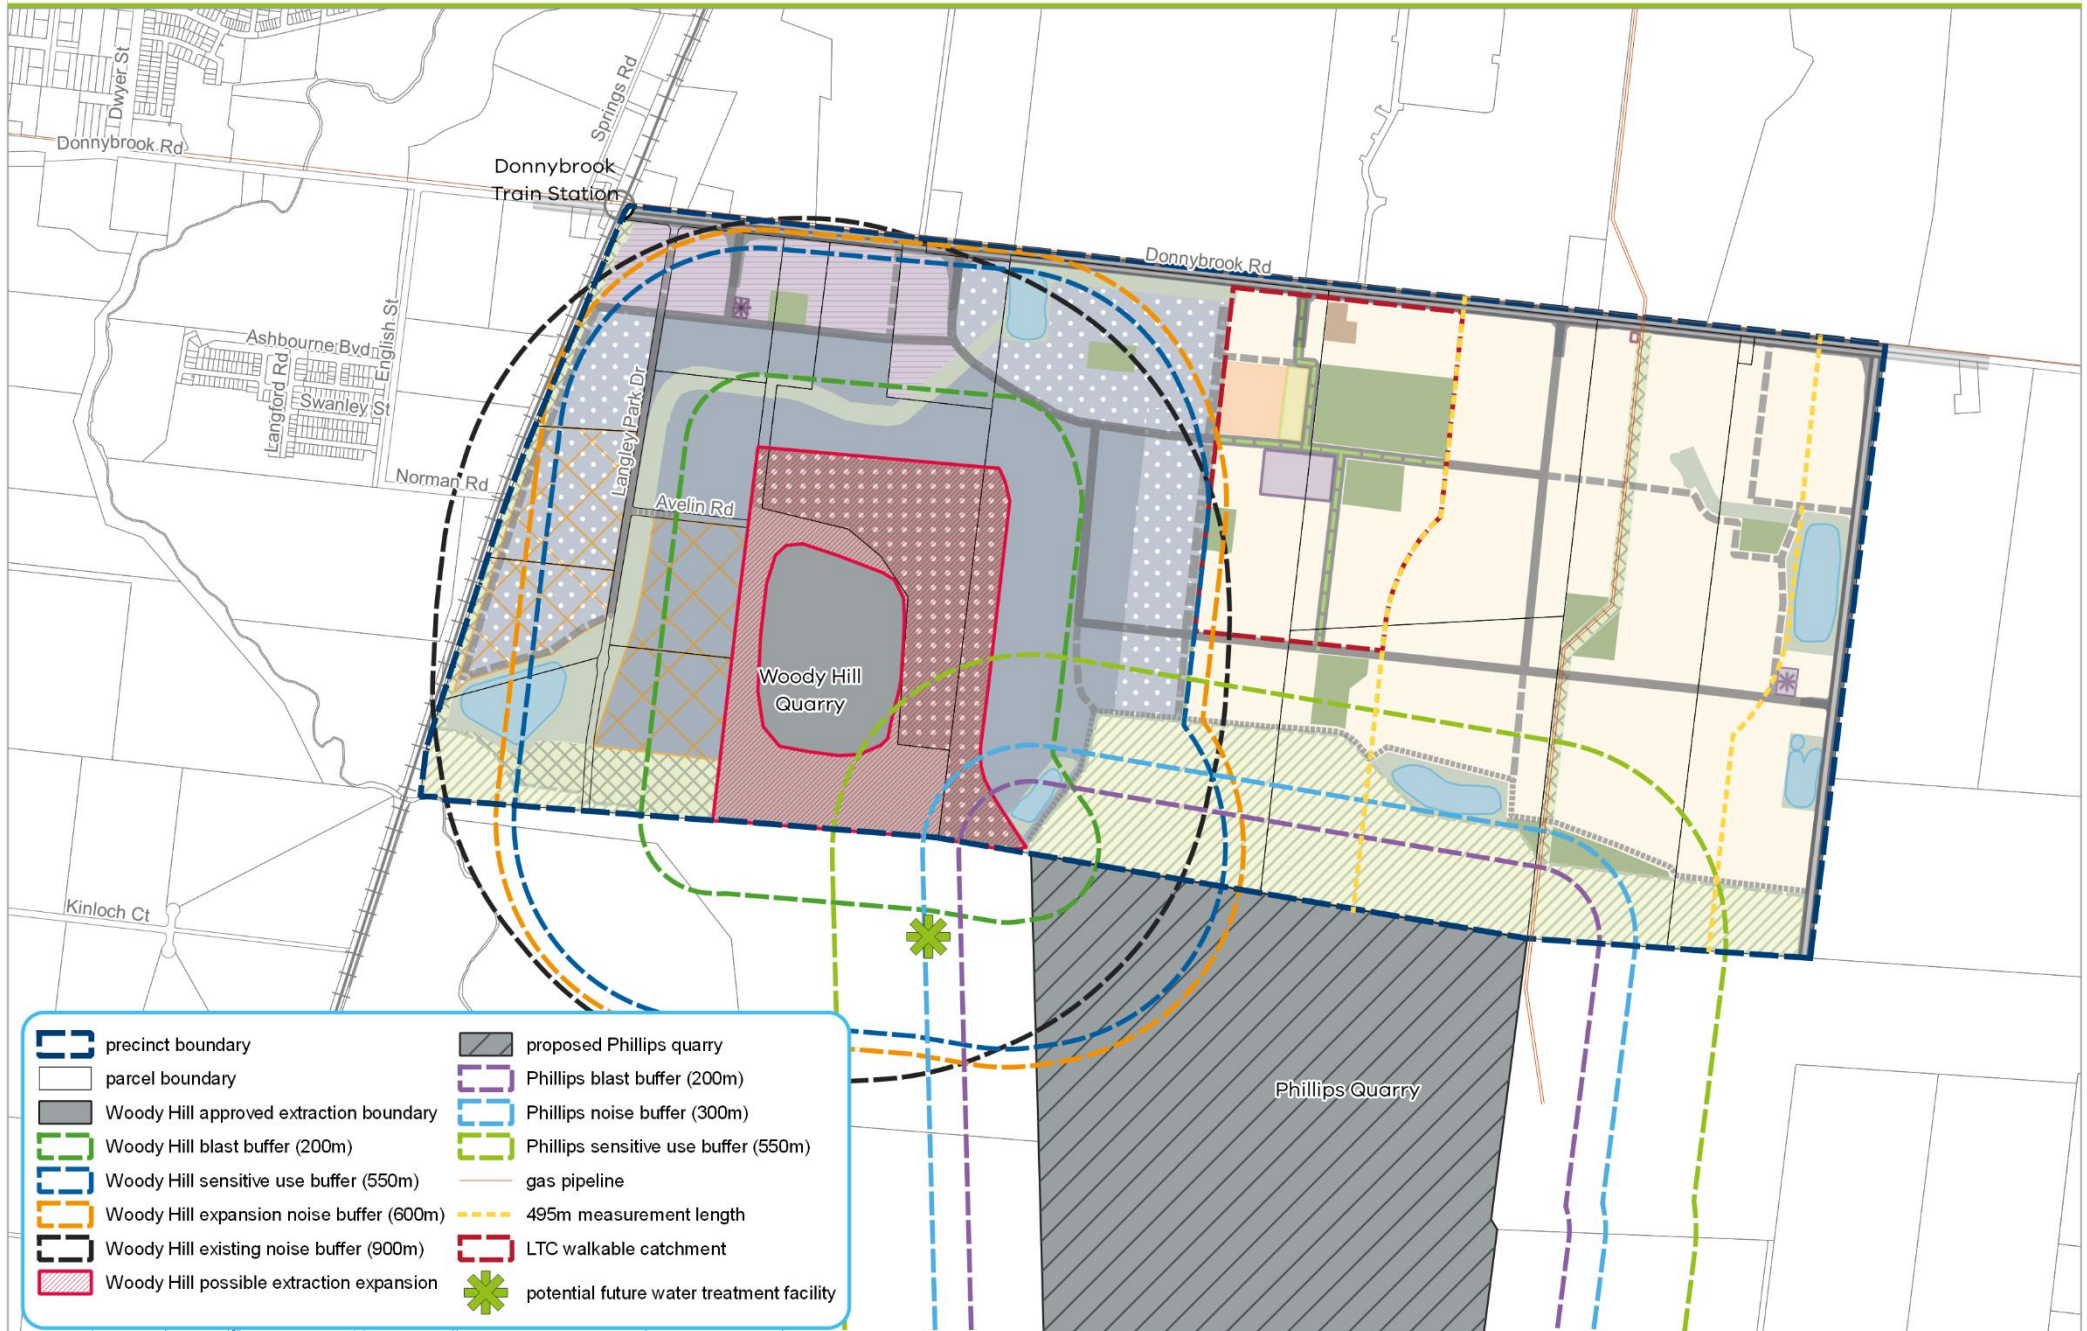 Dwyer St
Springs Rd
Donnybrook Rd
Donnybrook
Train Station
Donnybrook Rd
English St
Ashbourne Bvd
Langford Rd
Swanley St
Langley Park Dr
Norman Rd
Avelin Rd
Woody Hill
Quarry
Kinloch Ct
Phillips Quarry
precinct boundary
parcel boundary
Woody Hill approved extraction boundary
Woody Hill blast buffer (200m)
Woody Hill sensitive use buffer (550m)
Woody Hill expansion noise buffer (600m)
Woody Hill existing noise buffer (900m)
Woody Hill possible extraction expansion
proposed Phillips quarry
Phillips blast buffer (200m)
Phillips noise buffer (300m)
Phillips sensitive use buffer (550m)
gas pipeline
495m measurement length
LTC walkable catchment
potential future water treatment facility